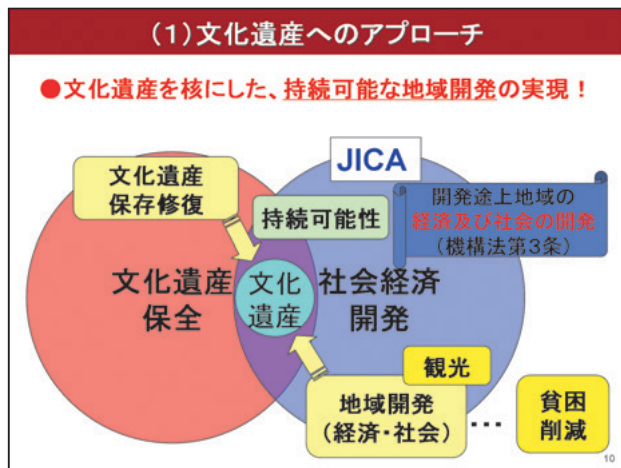 (1)文化遺産へのアプローチ
●文化遺産を核にした、持続可能な地域開発の実現！
JICA
文化遺産
保存修復
持続可能性
開発途上地域の
経済及び社会の開発
(機構法第3条)
文化遺産
保全
文化
遺産
社会経済
開発
観光
地域開発
(経済・社会)
…
貧困
削減
10